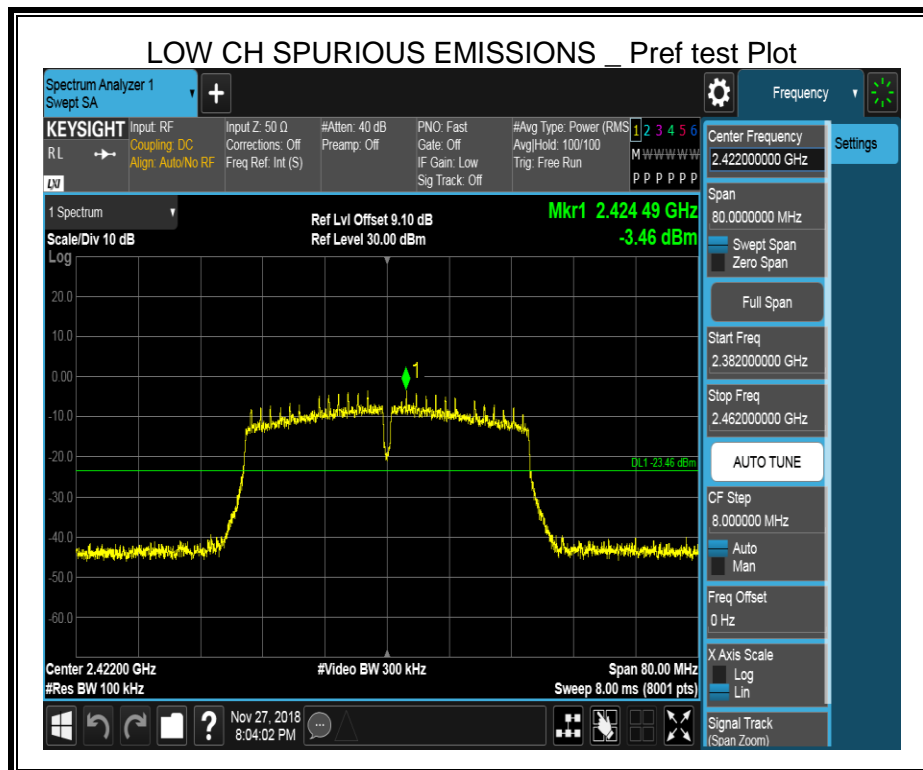 LOW CH SPURIOUS EMISSIONS _ Pref test Plot
Spectrum Analyzer 1
Swept SA
+
Frequency
KEYSIGHT
RL
LXI
Input: RF
Coupling: DC
Align: Auto/No RF
Input Z: 50 Ω
Corrections: Off
Freq Ref: Int (S)
#Atten: 40 dB
Preamp: Off
PNO: Fast
Gate: Off
IF Gain: Low
Sig Track: Off
#Avg Type: Power (RMS
Avg|Hold: 100/100
Trig: Free Run
1 2 3 4 5 6
M W W W W W
P P P P P P
1 Spectrum
Scale/Div 10 dB
Ref Lvl Offset 9.10 dB
Ref Level 30.00 dBm
Mkr1 2.424 49 GHz
-3.46 dBm
Log
20.0
10.0
0.00
-10.0
-20.0
-30.0
-40.0
-50.0
-60.0
1
DL1 -23.46 dBm
Center 2.42200 GHz
#Res BW 100 kHz
#Video BW 300 kHz
Span 80.00 MHz
Sweep 8.00 ms (8001 pts)
Center Frequency
2.422000000 GHz
Settings
Span
80.0000000 MHz
Swept Span
Zero Span
Full Span
Start Freq
2.382000000 GHz
Stop Freq
2.462000000 GHz
AUTO TUNE
CF Step
8.000000 MHz
Auto
Man
Freq Offset
0 Hz
X Axis Scale
Log
Lin
Signal Track
(Span Zoom)
?
Nov 27, 2018
8:04:02 PM